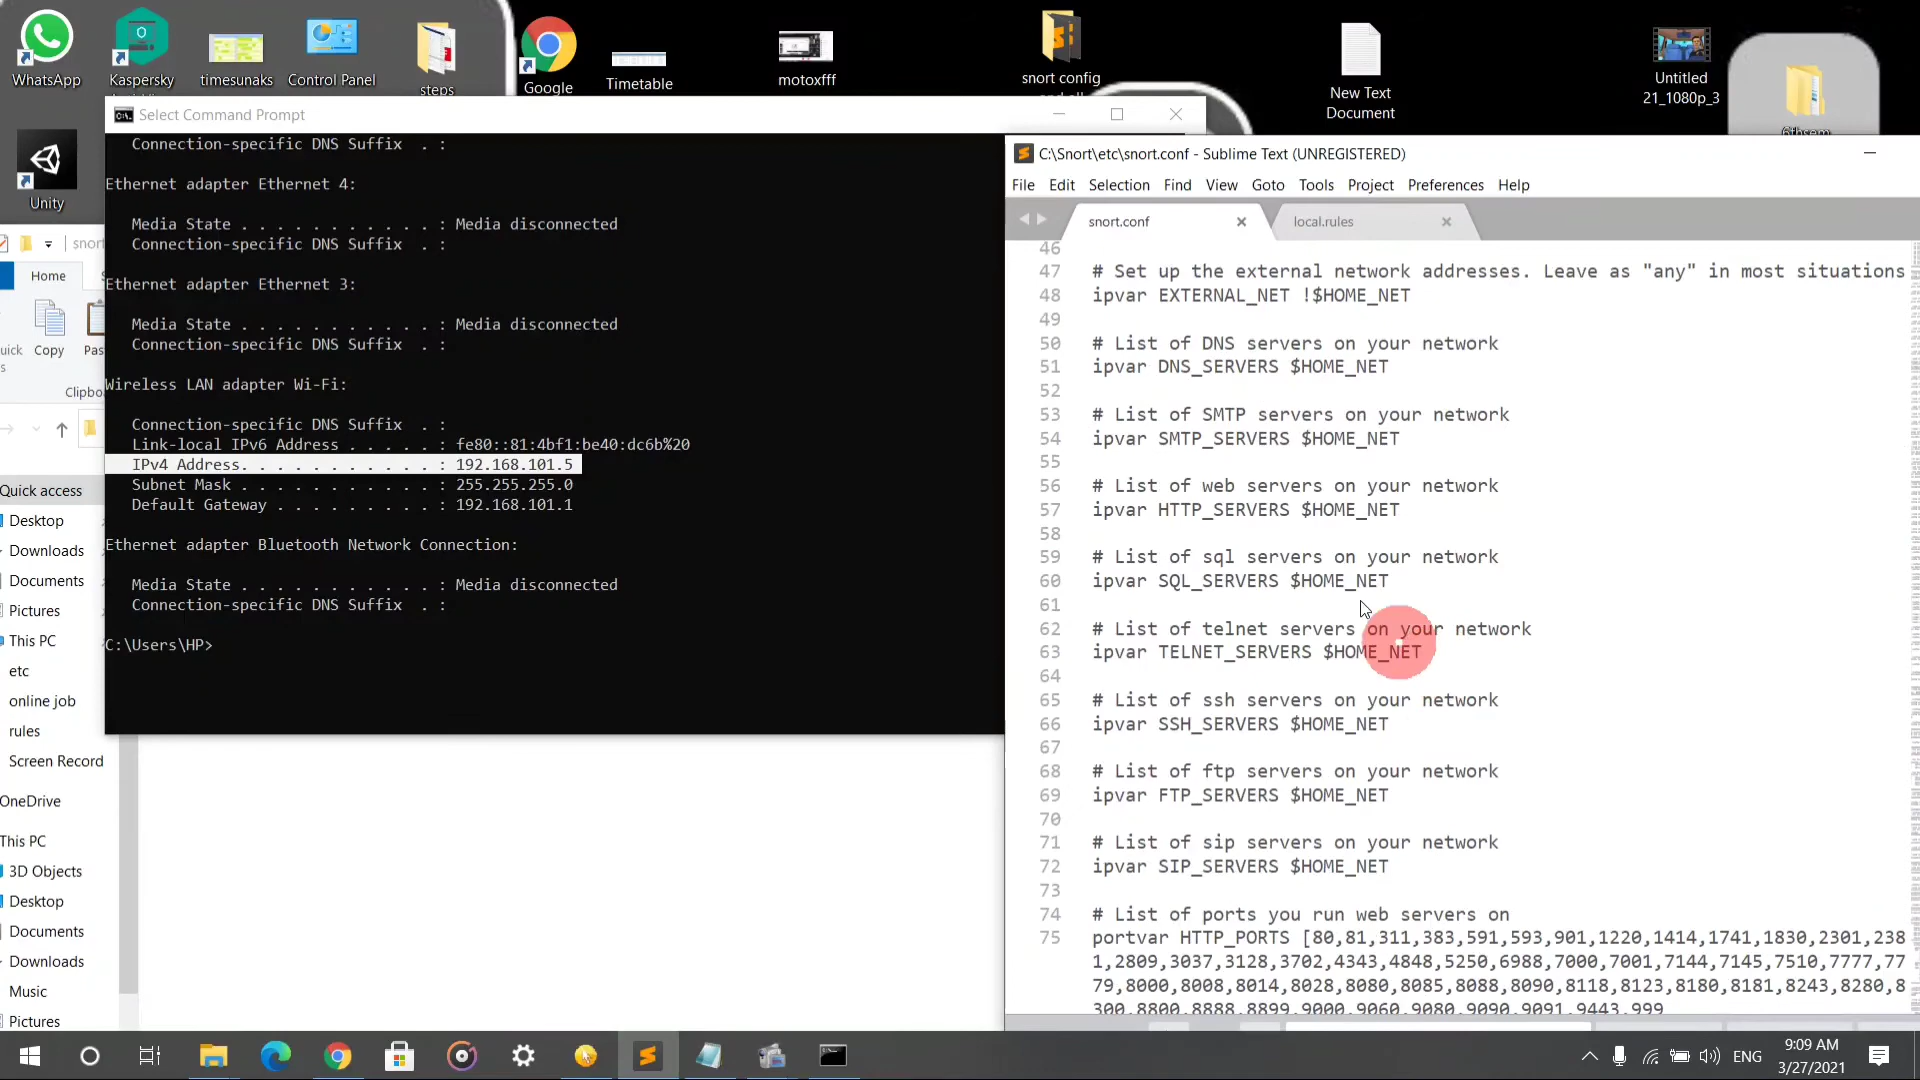 WhatsApp
Kaspersky
timesunaks
Control Panel
steps
Google
Timetable
motoxfff
snort config
New Text
Document
Untitled
21_1080p_3
Unity
snort
Home
Copy
Select Command Prompt
Connection-specific DNS Suffix  . :
Ethernet adapter Ethernet 4:
Media State . . . . . . . . . . . : Media disconnected
Connection-specific DNS Suffix  . :
Ethernet adapter Ethernet 3:
Media State . . . . . . . . . . . : Media disconnected
Connection-specific DNS Suffix  . :
Wireless LAN adapter Wi-Fi:
Connection-specific DNS Suffix  . :
Link-local IPv6 Address . . . . . : fe80::81:4bf1:be40:dc6b%20
IPv4 Address. . . . . . . . . . . : 192.168.101.5
Subnet Mask . . . . . . . . . . . : 255.255.255.0
Default Gateway . . . . . . . . . : 192.168.101.1
Ethernet adapter Bluetooth Network Connection:
Media State . . . . . . . . . . . : Media disconnected
Connection-specific DNS Suffix  . :
C:\Users\HP>
Quick access
Desktop
Downloads
Documents
Pictures
This PC
etc
online job
rules
Screen Record
OneDrive
This PC
3D Objects
Desktop
Documents
Downloads
Music
Pictures
C:\Snort\etc\snort.conf - Sublime Text (UNREGISTERED)
File Edit Selection Find View Goto Tools Project Preferences Help
snort.conf
local.rules
46
47 # Set up the external network addresses. Leave as "any" in most situations
48 ipvar EXTERNAL_NET !$HOME_NET
49
50 # List of DNS servers on your network
51 ipvar DNS_SERVERS $HOME_NET
52
53 # List of SMTP servers on your network
54 ipvar SMTP_SERVERS $HOME_NET
55
56 # List of web servers on your network
57 ipvar HTTP_SERVERS $HOME_NET
58
59 # List of sql servers on your network
60 ipvar SQL_SERVERS $HOME_NET
61
62 # List of telnet servers on your network
63 ipvar TELNET_SERVERS $HOME_NET
64
65 # List of ssh servers on your network
66 ipvar SSH_SERVERS $HOME_NET
67
68 # List of ftp servers on your network
69 ipvar FTP_SERVERS $HOME_NET
70
71 # List of sip servers on your network
72 ipvar SIP_SERVERS $HOME_NET
73
74 # List of ports you run web servers on
75 portvar HTTP_PORTS [80,81,311,383,591,593,901,1220,1414,1741,1830,2301,238
1,2809,3037,3128,3702,4343,4848,5250,6988,7000,7001,7144,7145,7510,7777,77
79,8000,8008,8014,8028,8080,8085,8088,8090,8118,8123,8180,8181,8243,8280,8
300,8800,8888,8899,9000,9060,9080,9090,9091,9443,999
ENG
9:09 AM
3/27/2021